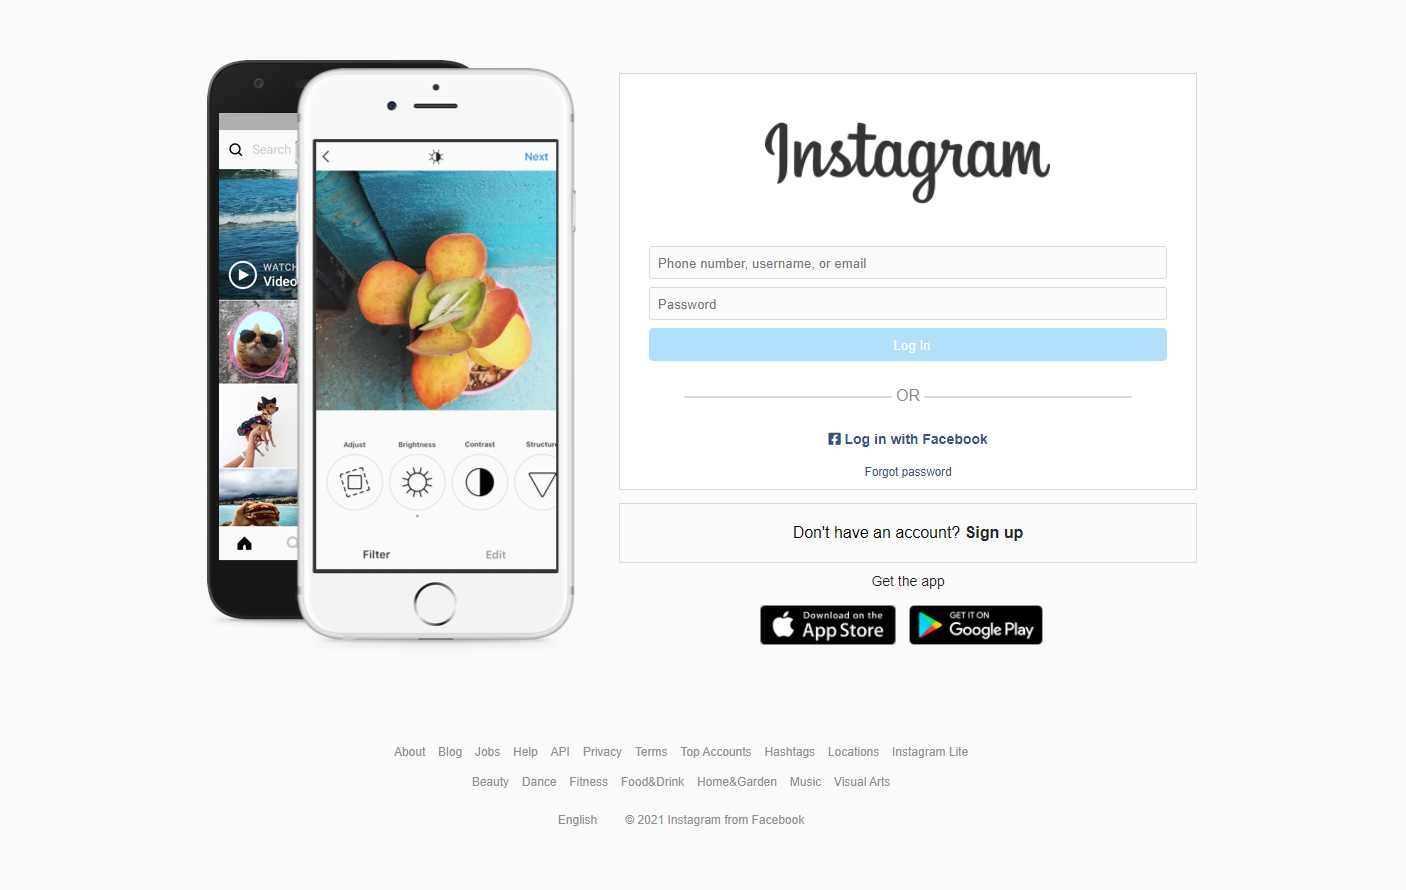 Search
WATCH
Video
Next
Adjust Brightness Contrast Structure
Filter Edit
Instagram
Phone number, username, or email
Password
Log In
OR
Log in with Facebook
Forgot password
Don't have an account? Sign up
Get the app
Download on the
App Store
GET IT ON
Google Play
About Blog Jobs Help API Privacy Terms Top Accounts Hashtags Locations Instagram Lite
Beauty Dance Fitness Food&Drink Home&Garden Music Visual Arts
English © 2021 Instagram from Facebook